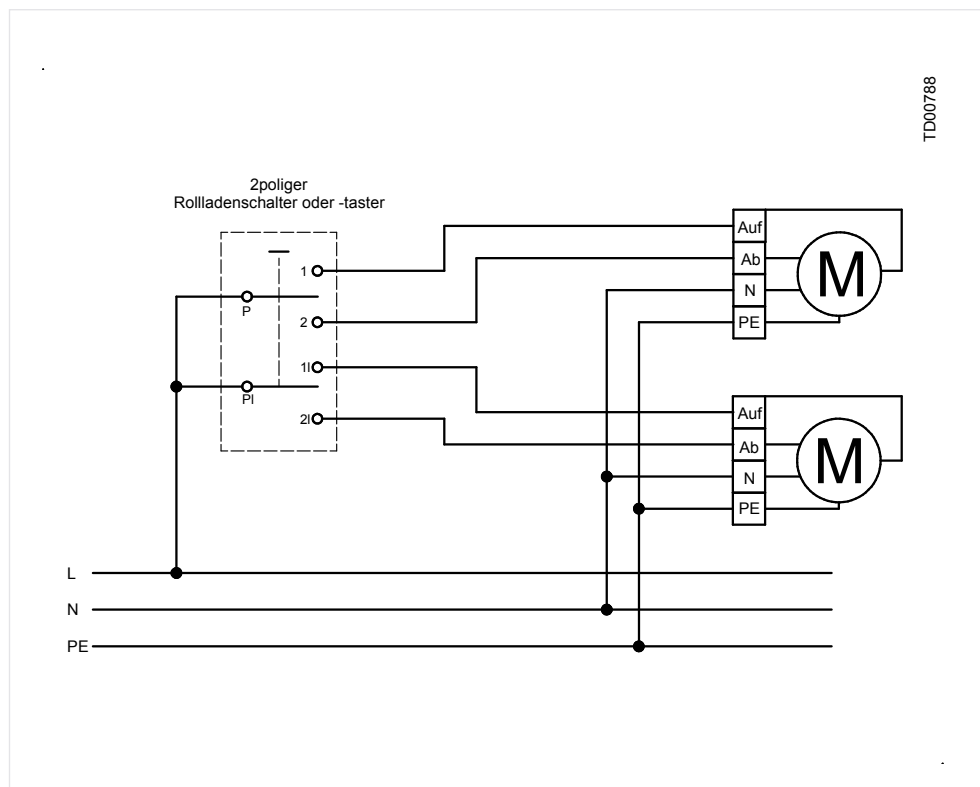 TD00788
2poliger
Rollladenschalter oder -taster
1
P
2
1I
PI
2I
Auf
Ab
N
PE
M
Auf
Ab
N
PE
M
L
N
PE